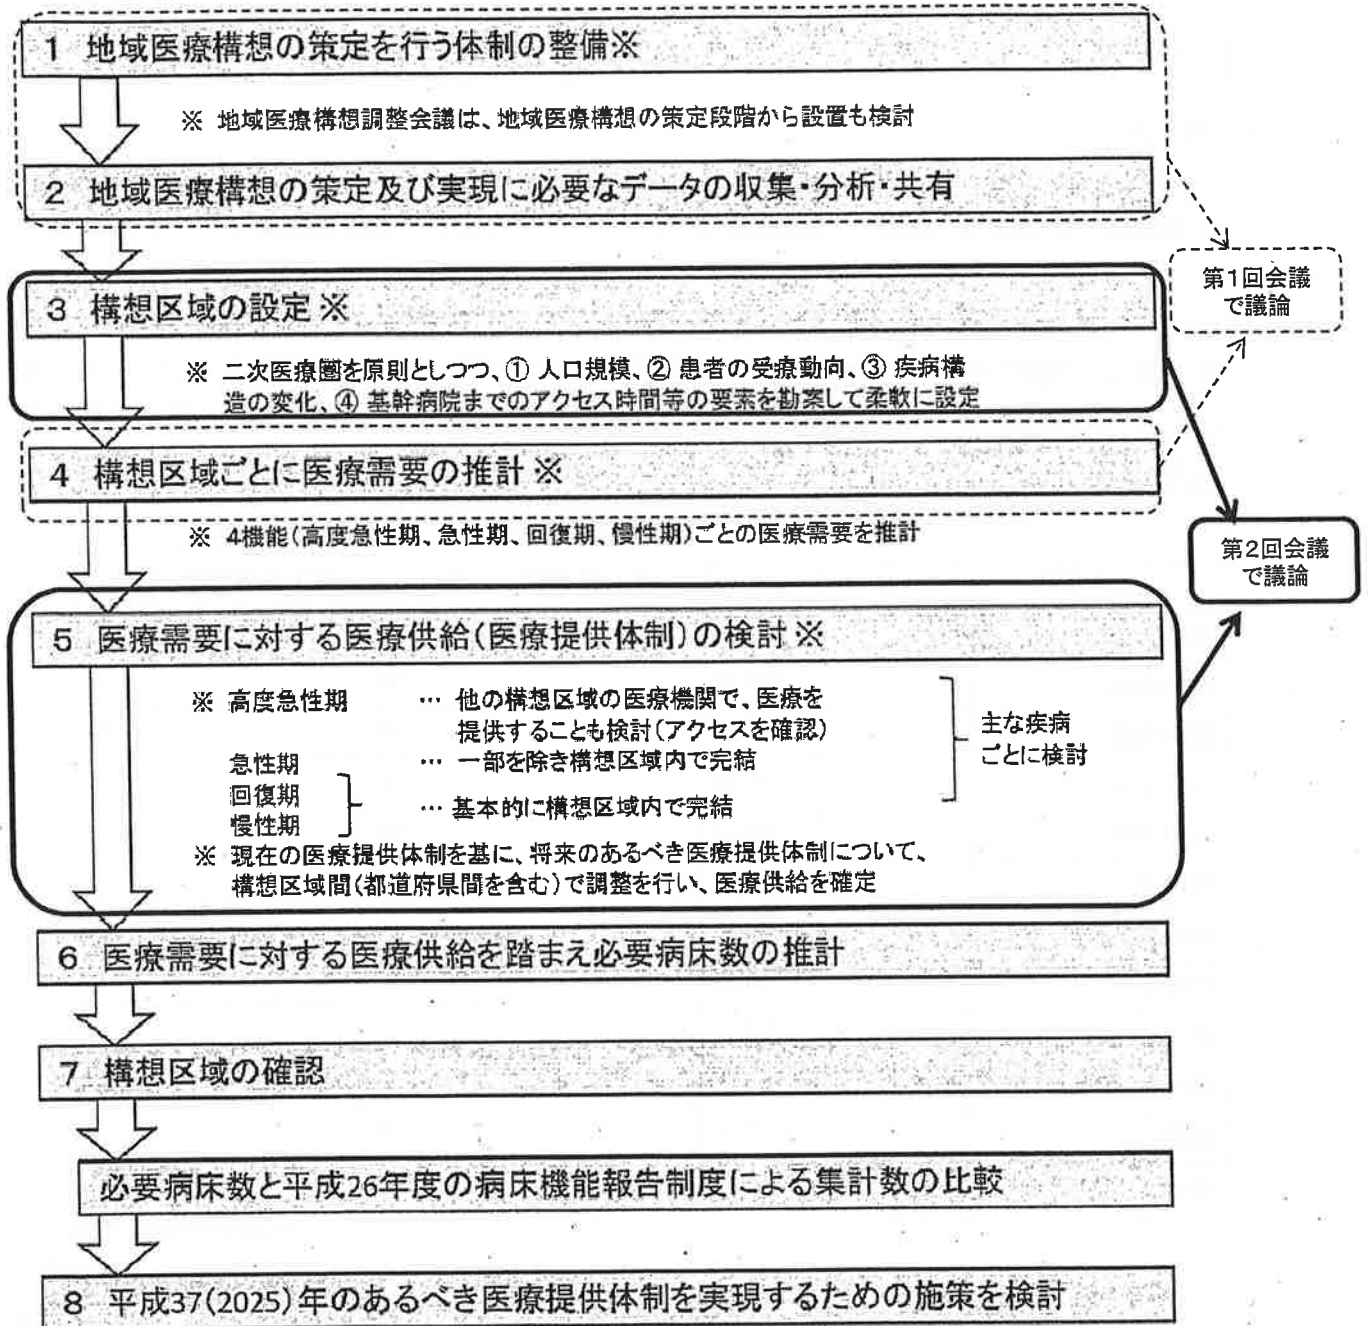 1 地域医療構想の策定を行う体制の整備※
※ 地域医療構想調整会議は、地域医療構想の策定段階から設置も検討
2 地域医療構想の策定及び実現に必要なデータの収集・分析・共有
第1回会議
で議論
3 構想区域の設定※
※ 二次医療圏を原則としつつ、① 人口規模、② 患者の受療動向、③ 疾病構
造の変化、④ 基幹病院までのアクセス時間等の要素を勘案して柔軟に設定
4 構想区域ごとに医療需要の推計※
※ 4機能(高度急性期、急性期、回復期、慢性期)ごとの医療需要を推計
第2回会議
で議論
5 医療需要に対する医療供給(医療提供体制)の検討※
※ 高度急性期 … 他の構想区域の医療機関で、医療を
提供することも検討(アクセスを確認)
急性期 … 一部を除き構想区域内で完結
回復期
慢性期
… 基本的に構想区域内で完結
主な疾病
ごとに検討
※ 現在の医療提供体制を基に、将来のあるべき医療提供体制について、
構想区域間(都道府県間を含む)で調整を行い、医療供給を確定
6 医療需要に対する医療供給を踏まえ必要病床数の推計
7 構想区域の確認
必要病床数と平成26年度の病床機能報告制度による集計数の比較
8 平成37(2025)年のあるべき医療提供体制を実現するための施策を検討